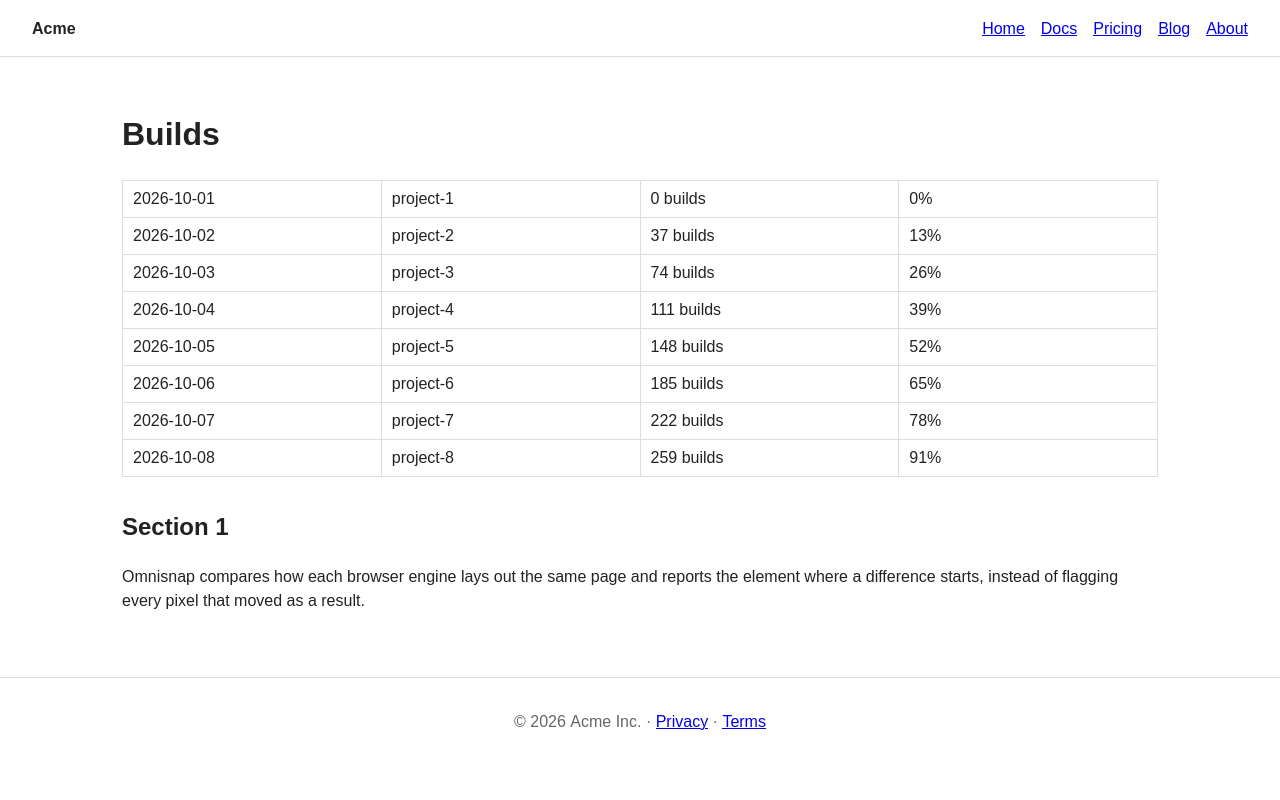 Acme
Home Docs Pricing Blog About
Builds
2026-10-01 project-1 0 builds 0%
2026-10-02 project-2 37 builds 13%
2026-10-03 project-3 74 builds 26%
2026-10-04 project-4 111 builds 39%
2026-10-05 project-5 148 builds 52%
2026-10-06 project-6 185 builds 65%
2026-10-07 project-7 222 builds 78%
2026-10-08 project-8 259 builds 91%
Section 1
Omnisnap compares how each browser engine lays out the same page and reports the element where a difference starts, instead of flagging
every pixel that moved as a result.
© 2026 Acme Inc. · Privacy · Terms